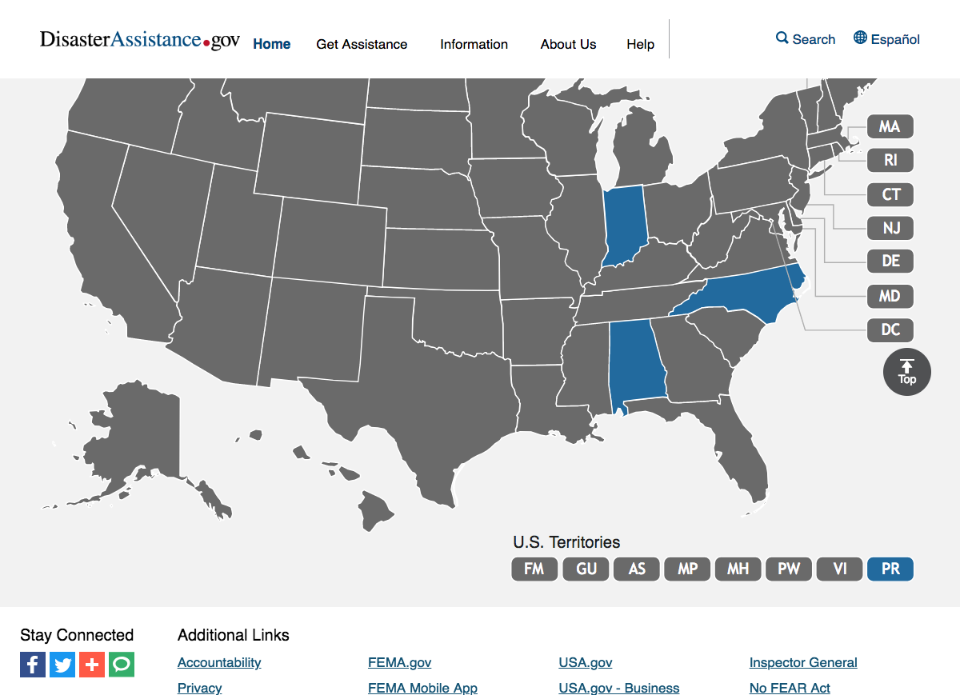 DisasterAssistance.gov Home Get Assistance Information About Us Help Search Español
MA
RI
CT
NJ
DE
MD
DC
Top
U.S. Territories
FM GU AS MP MH PW VI PR
Stay Connected Additional Links
Accountability FEMA.gov USA.gov Inspector General
Privacy FEMA Mobile App USA.gov - Business No FEAR Act